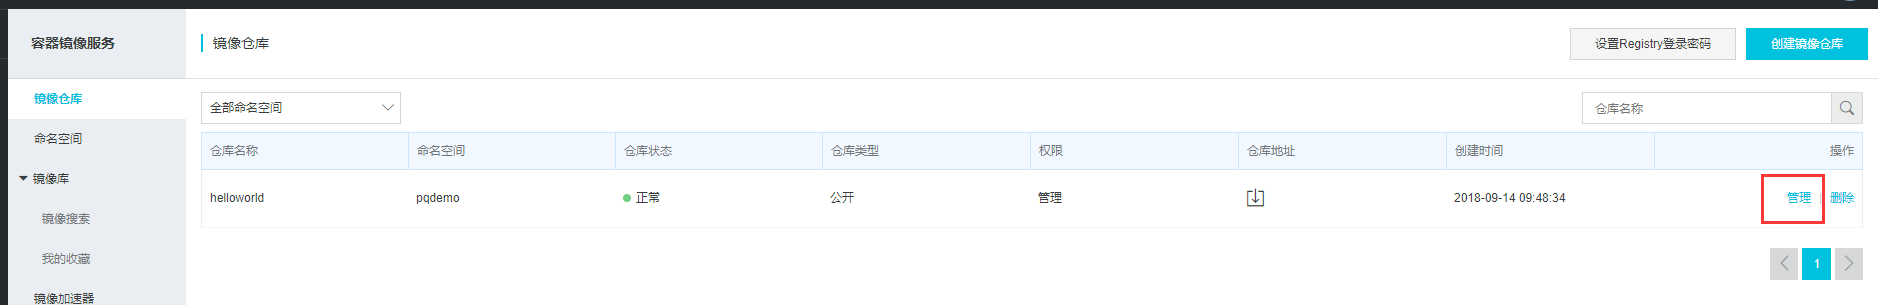 容器镜像服务
镜像仓库
设置Registry登录密码
创建镜像仓库
镜像仓库
命名空间
镜像库
镜像搜索
我的收藏
镜像加速器
全部命名空间
仓库名称
仓库名称 命名空间 仓库状态 仓库类型 权限 仓库地址 创建时间 操作
helloworld pqdemo 正常 公开 管理 2018-09-14 09:48:34 管理 | 删除
1